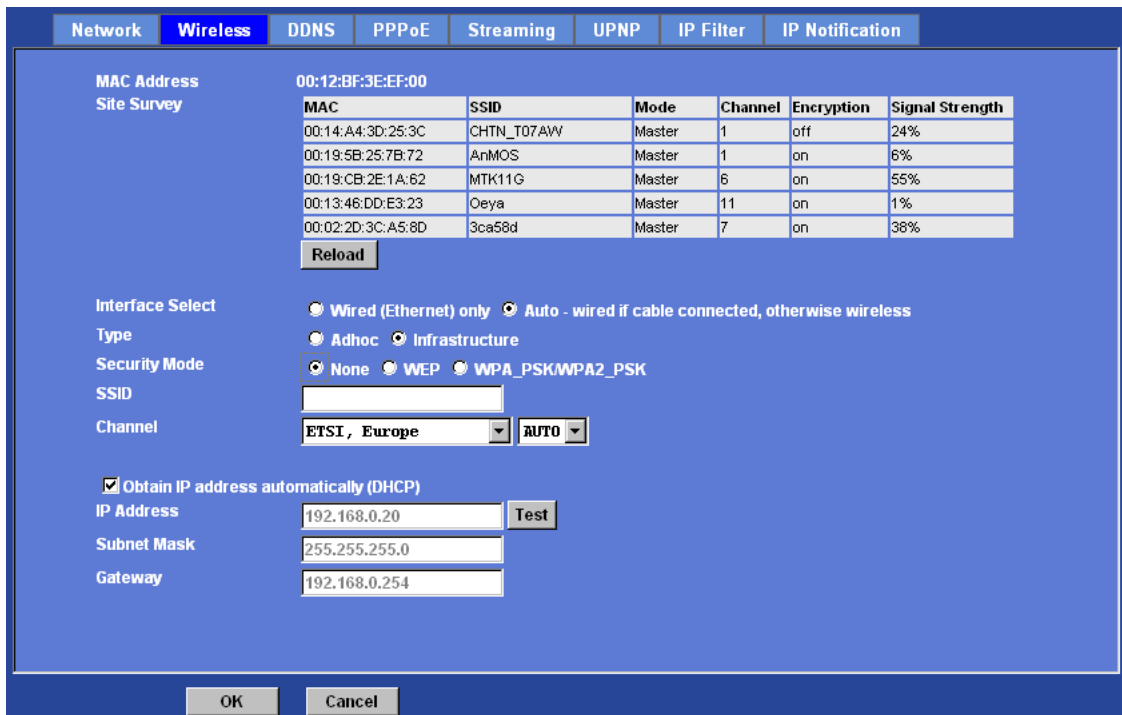 Network Wireless DDNS PPPoE Streaming UPNP IP Filter IP Notification
MAC Address 00:12:BF:3E:EF:00
Site Survey
MAC SSID Mode Channel Encryption Signal Strength
00:14:A4:3D:25:3C CHTN_T07AW Master 1 off 24%
00:19:5B:25:7B:72 AnMOS Master 1 on 6%
00:19:CB:2E:1A:62 MTK11G Master 6 on 55%
00:13:46:DD:E3:23 Oeya Master 11 on 1%
00:02:2D:3C:A5:8D 3ca58d Master 7 on 38%
Reload
Interface Select Wired (Ethernet) only Auto - wired if cable connected, otherwise wireless
Type Adhoc Infrastructure
Security Mode None WEP WPA_PSK/WPA2_PSK
SSID
Channel ETSI, Europe AUTO
Obtain IP address automatically (DHCP)
IP Address 192.168.0.20 Test
Subnet Mask 255.255.255.0
Gateway 192.168.0.254
OK Cancel